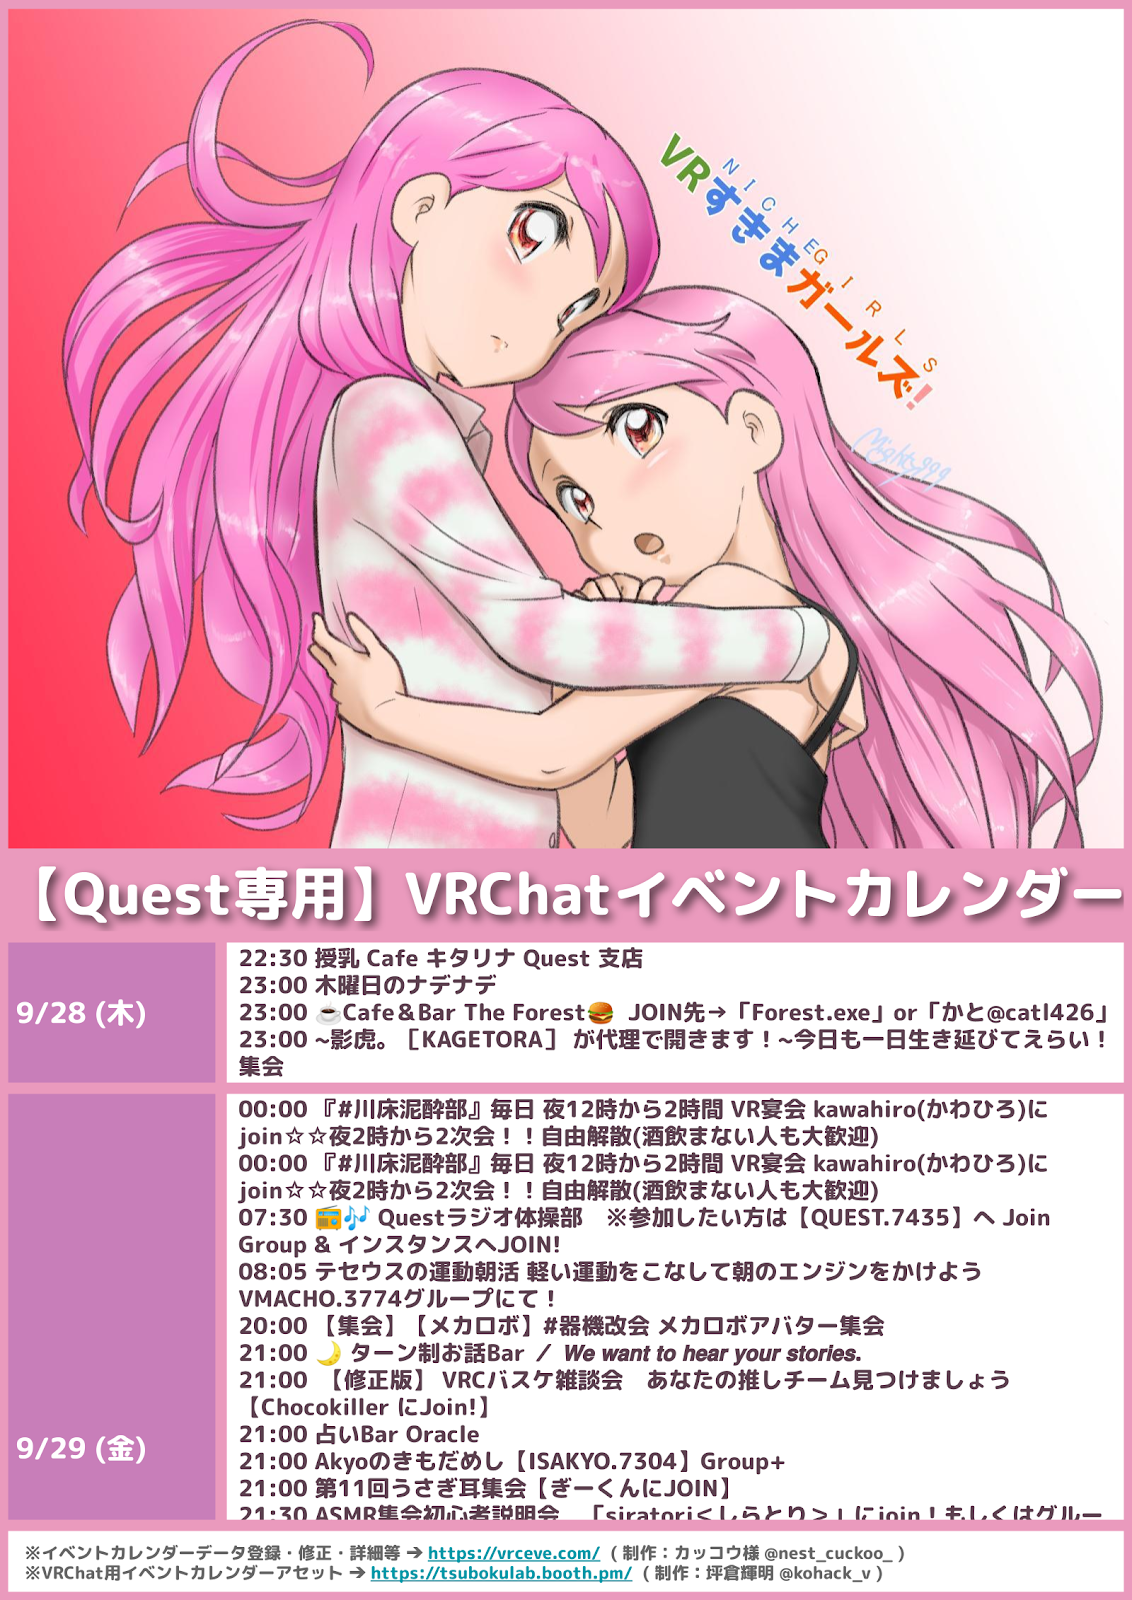 VRすきまガールズ!
NICHEGIRLS
Mighty999
【Quest専用】VRChatイベントカレンダー
9/28 (木)
22:30 授乳 Cafe キタリナ Quest 支店
23:00 木曜日のナデナデ
23:00 ☕Cafe＆Bar The Forest🍔 JOIN先→「Forest.exe」or「かと@catl426」
23:00 ~影虎。［KAGETORA］ が代理で開きます！~今日も一日生き延びてえらい！
集会
9/29 (金)
00:00 『#川床泥酔部』毎日 夜12時から2時間 VR宴会 kawahiro(かわひろ)に
join☆☆夜2時から2次会！！自由解散(酒飲まない人も大歓迎)
00:00 『#川床泥酔部』毎日 夜12時から2時間 VR宴会 kawahiro(かわひろ)に
join☆☆夜2時から2次会！！自由解散(酒飲まない人も大歓迎)
07:30 📻🎶 Questラジオ体操部　※参加したい方は【QUEST.7435】へ Join
Group & インスタンスへJOIN!
08:05 テセウスの運動朝活 軽い運動をこなして朝のエンジンをかけよう
VMACHO.3774グループにて！
20:00 【集会】【メカロボ】#器機改会 メカロボアバター集会
21:00 🌛 ターン制お話Bar ／ We want to hear your stories.
21:00 【修正版】 VRCバスケ雑談会　あなたの推しチーム見つけましょう
【Chocokiller にJoin!】
21:00 占いBar Oracle
21:00 Akyoのきもだめし【ISAKYO.7304】Group+
21:00 第11回うさぎ耳集会【ぎーくんにJOIN】
21:30 ASMR集会初心者説明会　「siratori＜しらとり＞」にjoin！もしくはグルー
※イベントカレンダーデータ登録・修正・詳細等 ➔ https://vrceve.com/ ( 制作：カッコウ様 @nest_cuckoo_ )
※VRChat用イベントカレンダーアセット ➔ https://tsubokulab.booth.pm/ ( 制作：坪倉輝明 @kohack_v )